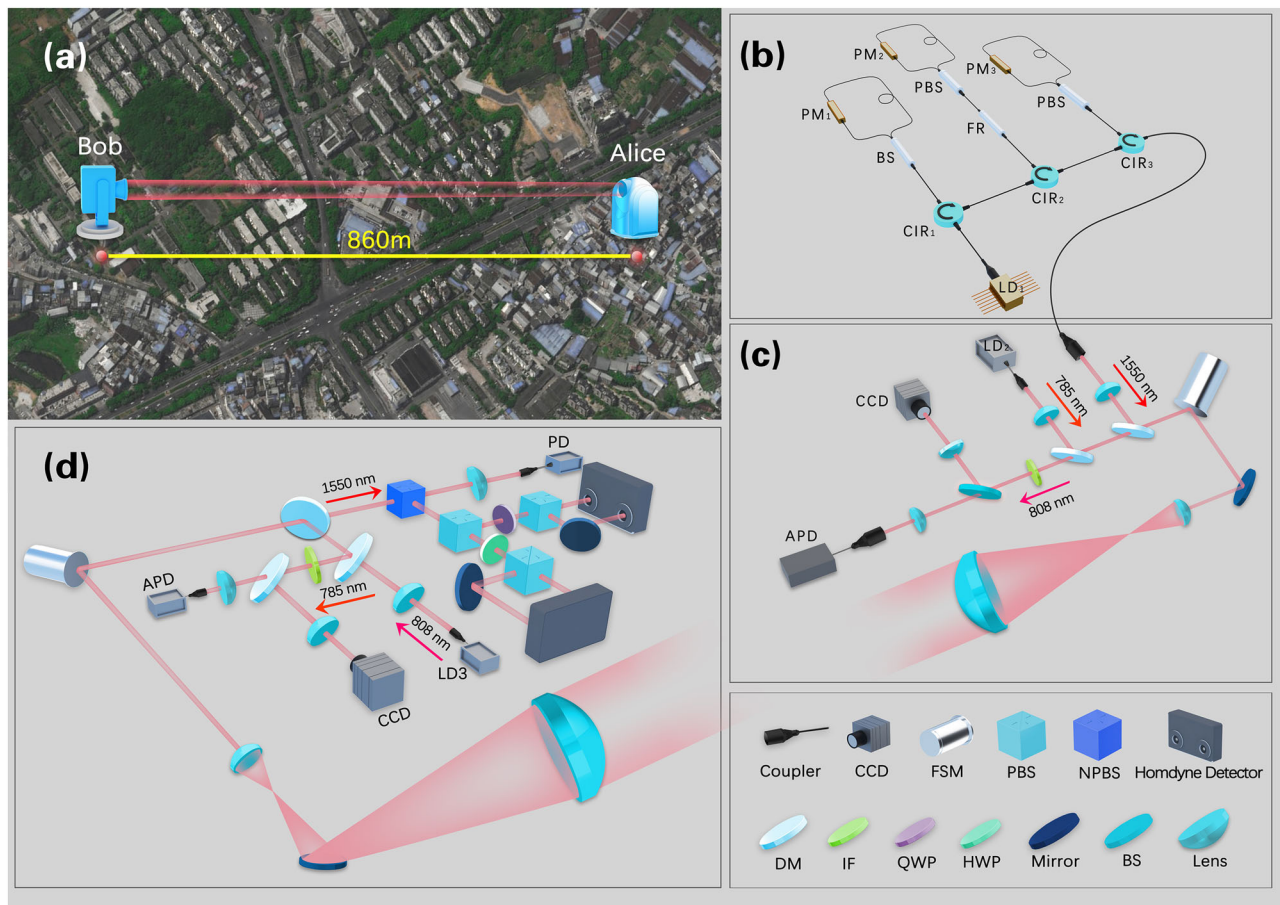 (a)
Bob
Alice
860m
(b)
PM2
PM3
PM1
PBS
PBS
FR
BS
CIR3
CIR2
CIR1
LD1
(c)
LD2
1550 nm
785 nm
CCD
808 nm
APD
(d)
PD
1550 nm
APD
785 nm
808 nm
LD3
CCD
Coupler
CCD
FSM
PBS
NPBS
Homdyne Detector
DM
IF
QWP
HWP
Mirror
BS
Lens